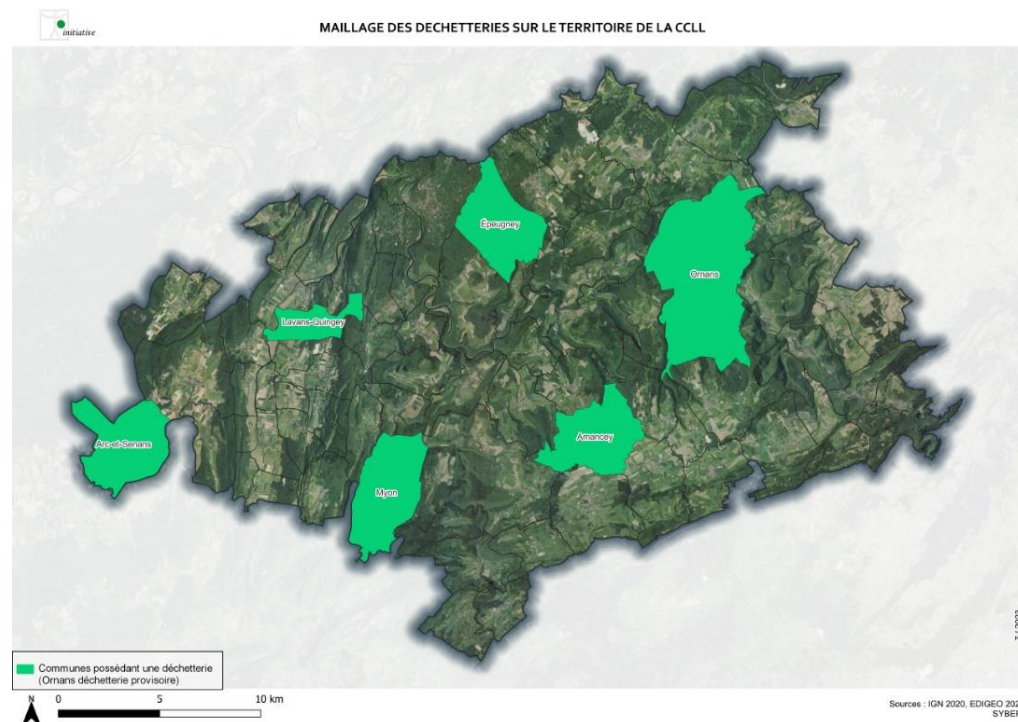 initiative
MAILLAGE DES DECHETTERIES SUR LE TERRITOIRE DE LA CCLL
Épeugney
Ornans
Lavans-Quingey
Amancey
Arc-et-Senans
Myon
Communes possédant une déchetterie
(Ornans déchetterie provisoire)
N 0 5 10 km
Sources : IGN 2020, EDIGEO